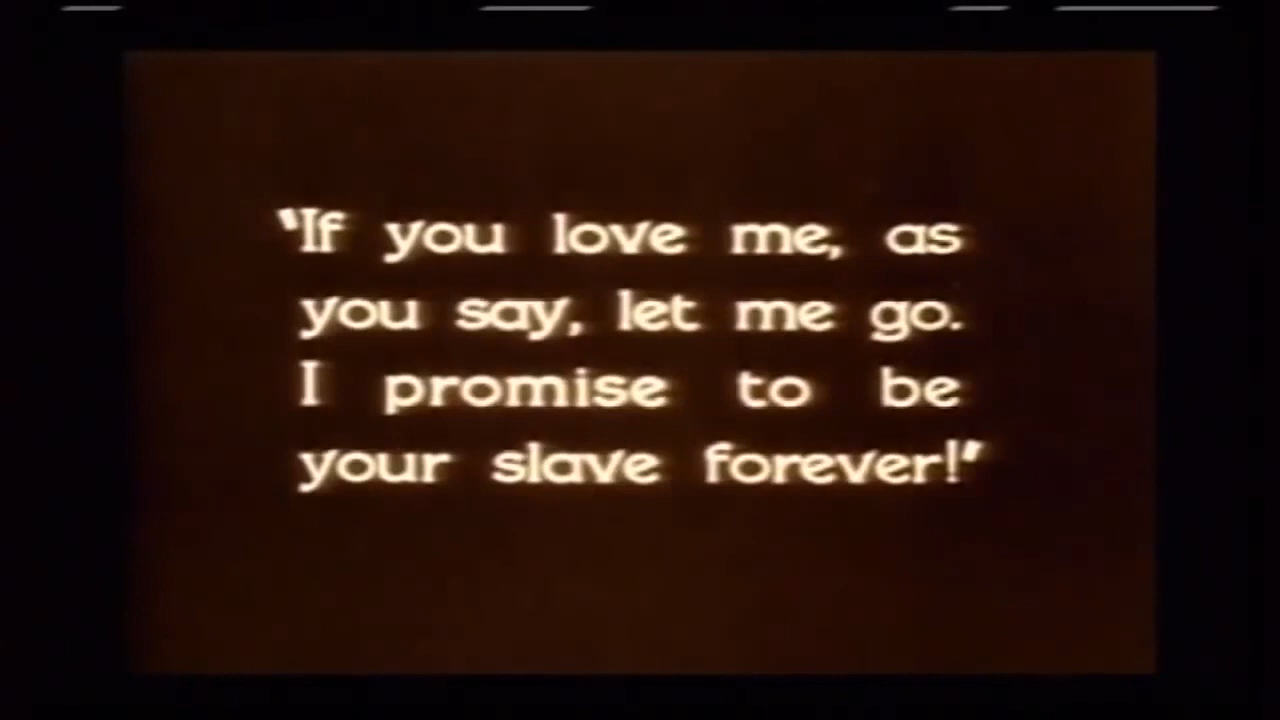 "If you love me, as
you say, let me go.
I promise to be
your slave forever!"